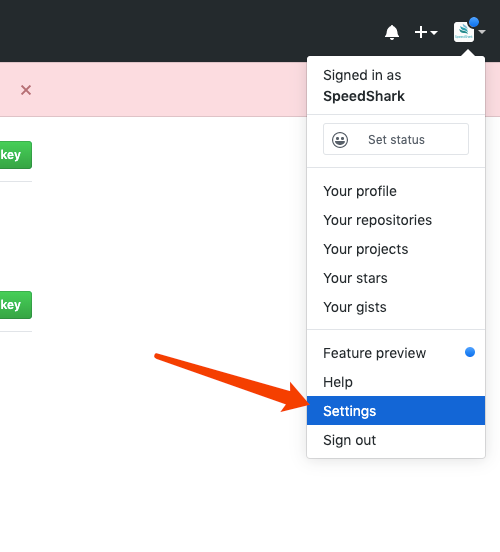 Signed in as
SpeedShark
key
Set status
Your profile
Your repositories
Your projects
Your stars
Your gists
key
Feature preview
Help
Settings
Sign out